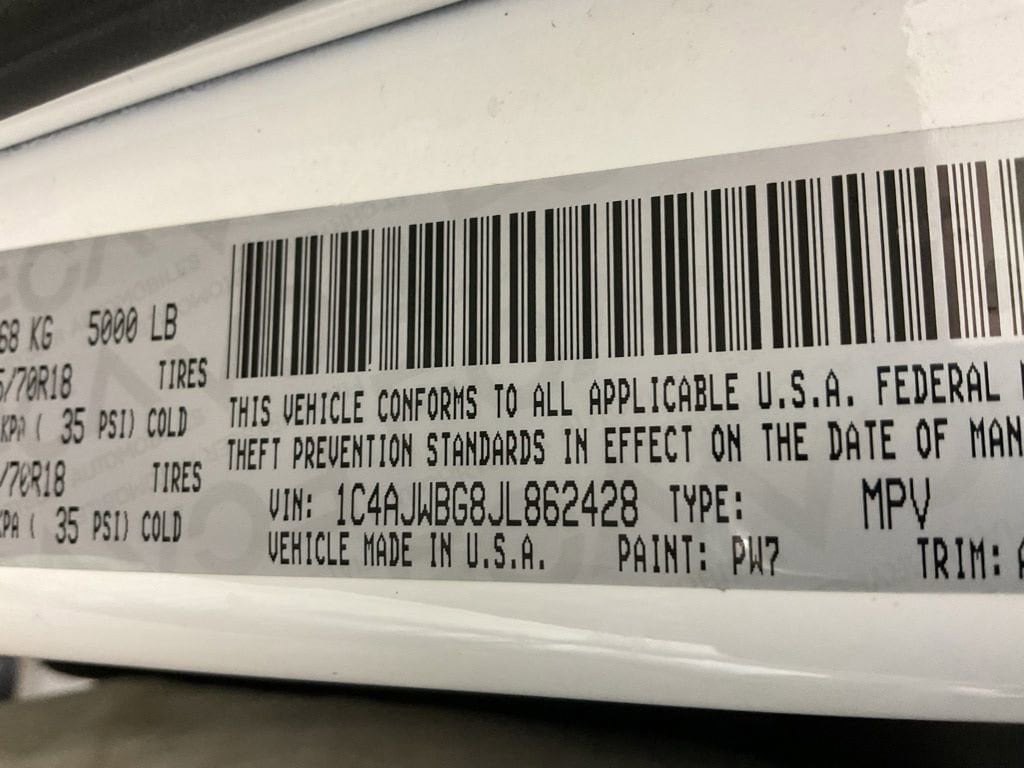 68 KG 5000 LB
/70R18 TIRES
KPA ( 35 PSI) COLD
/70R18 TIRES
KPA ( 35 PSI) COLD
THIS VEHICLE CONFORMS TO ALL APPLICABLE U.S.A. FEDERAL
THEFT PREVENTION STANDARDS IN EFFECT ON THE DATE OF MAN
VIN: 1C4AJWBG8JL862428 TYPE: MPV
VEHICLE MADE IN U.S.A. PAINT: PW7 TRIM: